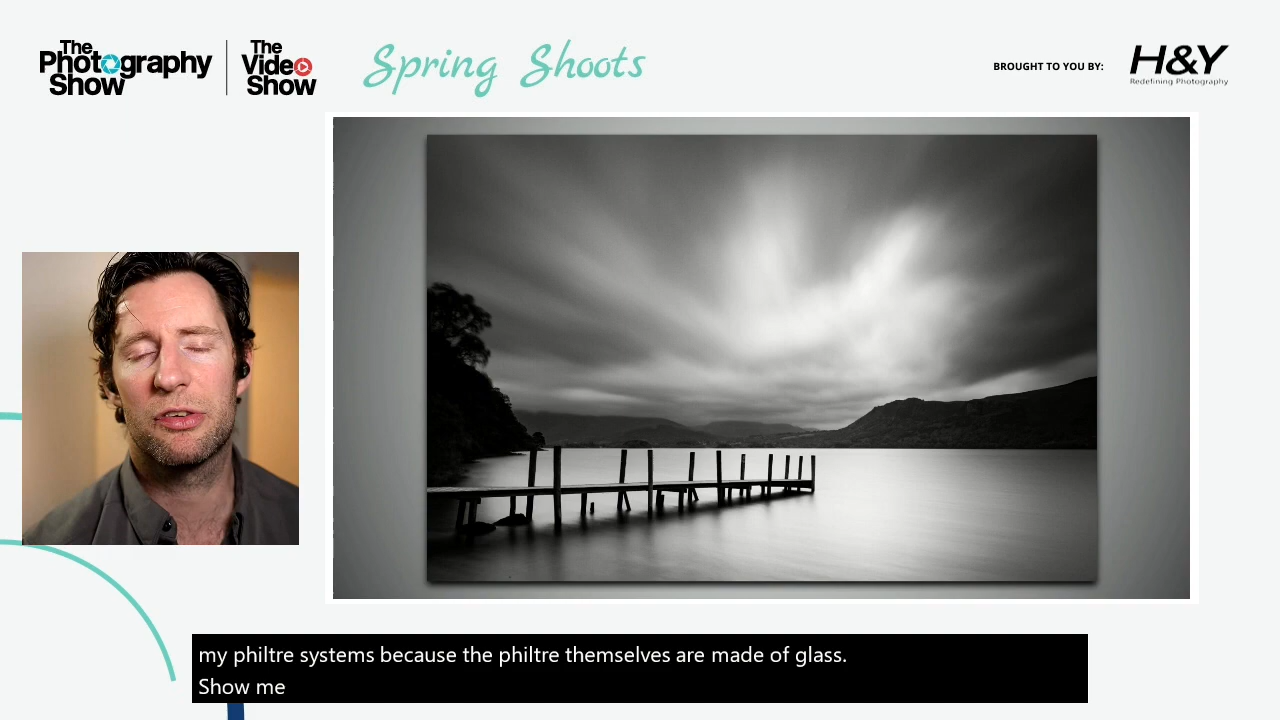 The
Photography
Show
The
Video
Show
Spring Shoots
BROUGHT TO YOU BY:
H&Y
Redefining Photography
my philtre systems because the philtre themselves are made of glass.
Show me